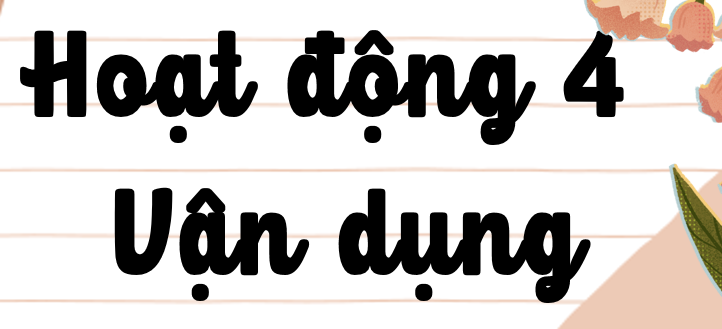 Hoạt động 4
Vận dụng